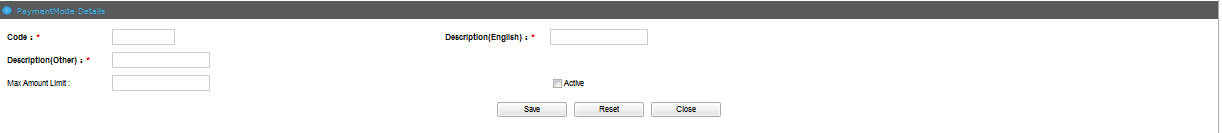 PaymentMode Details
Code : * Description(English) : *
Description(Other) : *
Max Amount Limit : Active
Save Reset Close